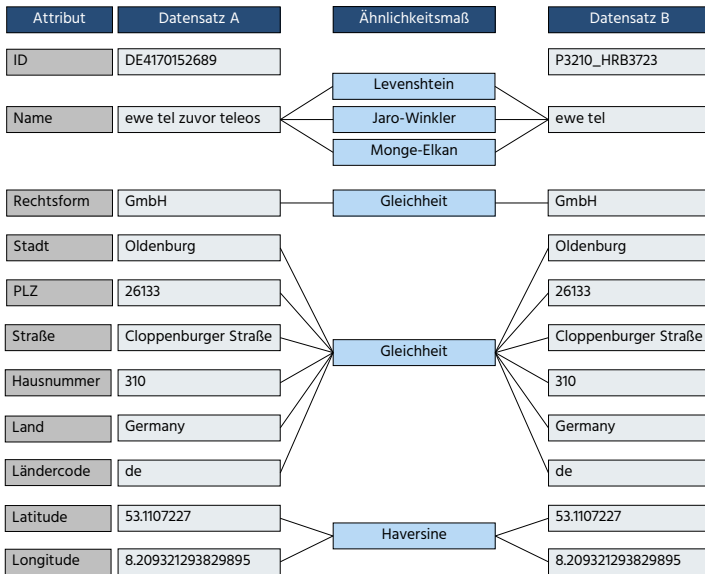 Attribut Datensatz A Ähnlichkeitsmaß Datensatz B
ID DE4170152689 P3210_HRB3723
Levenshtein
Name ewe tel zuvor teleos Jaro-Winkler ewe tel
Monge-Elkan
Rechtsform GmbH Gleichheit GmbH
Stadt Oldenburg Oldenburg
PLZ 26133 26133
Straße Cloppenburger Straße Cloppenburger Straße
Gleichheit
Hausnummer 310 310
Land Germany Germany
Ländercode de de
Latitude 53.1107227 53.1107227
Haversine
Longitude 8.209321293829895 8.209321293829895